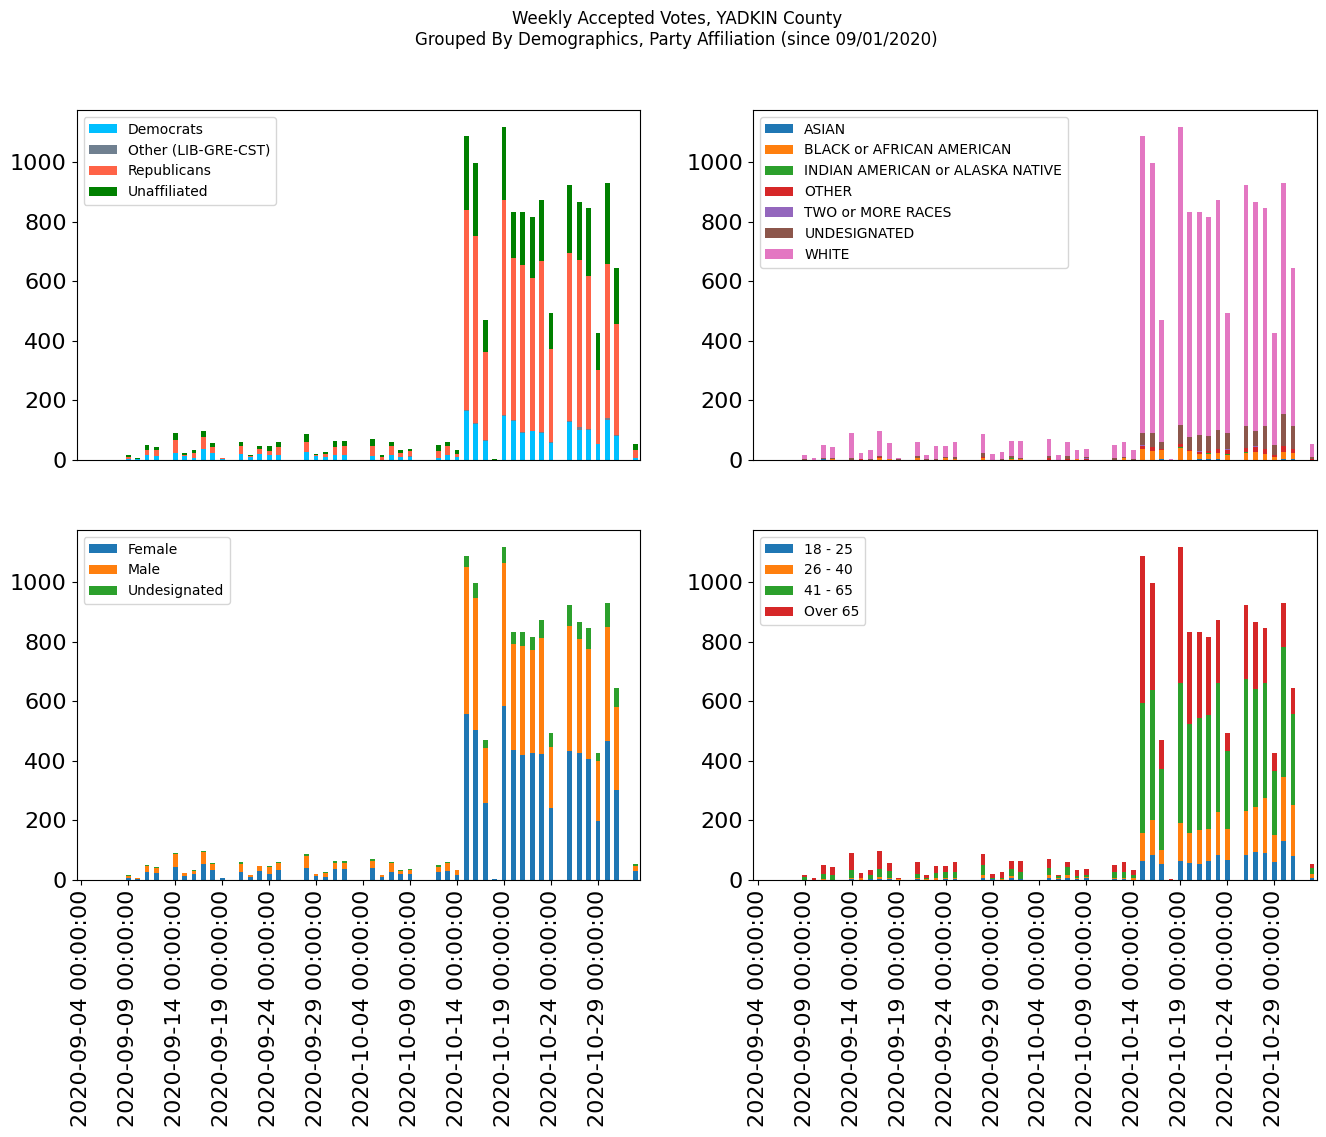 Weekly Accepted Votes, YADKIN County
Grouped By Demographics, Party Affiliation (since 09/01/2020)
Democrats
Other (LIB-GRE-CST)
Republicans
Unaffiliated
1000
800
600
400
200
0
ASIAN
BLACK or AFRICAN AMERICAN
INDIAN AMERICAN or ALASKA NATIVE
OTHER
TWO or MORE RACES
UNDESIGNATED
WHITE
1000
800
600
400
200
0
Female
Male
Undesignated
1000
800
600
400
200
0
2020-09-04 00:00:00
2020-09-09 00:00:00
2020-09-14 00:00:00
2020-09-19 00:00:00
2020-09-24 00:00:00
2020-09-29 00:00:00
2020-10-04 00:00:00
2020-10-09 00:00:00
2020-10-14 00:00:00
2020-10-19 00:00:00
2020-10-24 00:00:00
2020-10-29 00:00:00
18 - 25
26 - 40
41 - 65
Over 65
1000
800
600
400
200
0
2020-09-04 00:00:00
2020-09-09 00:00:00
2020-09-14 00:00:00
2020-09-19 00:00:00
2020-09-24 00:00:00
2020-09-29 00:00:00
2020-10-04 00:00:00
2020-10-09 00:00:00
2020-10-14 00:00:00
2020-10-19 00:00:00
2020-10-24 00:00:00
2020-10-29 00:00:00